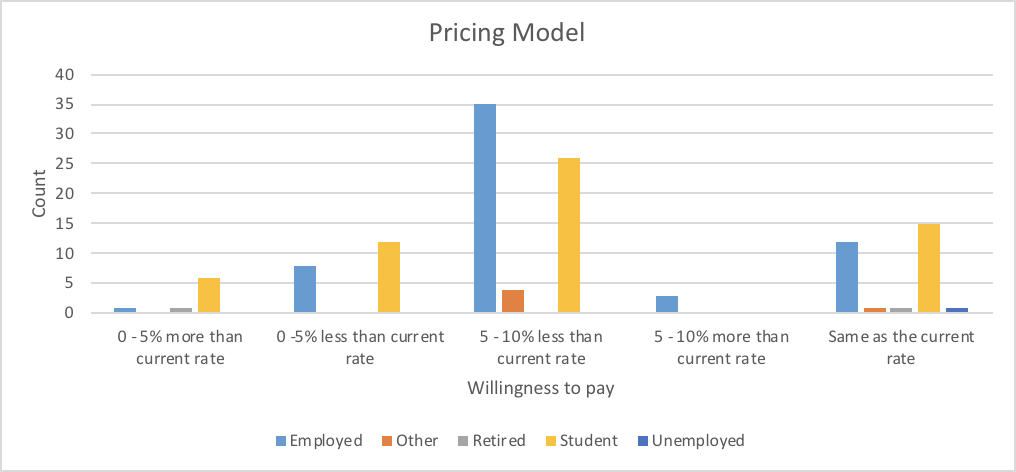 Pricing Model
40
35
30
25
20
15
10
5
0
Count
0 - 5% more than
current rate
0 -5% less than current
rate
5 - 10% less than
current rate
5 - 10% more than
current rate
Same as the current
rate
Willingness to pay
Employed Other Retired Student Unemployed